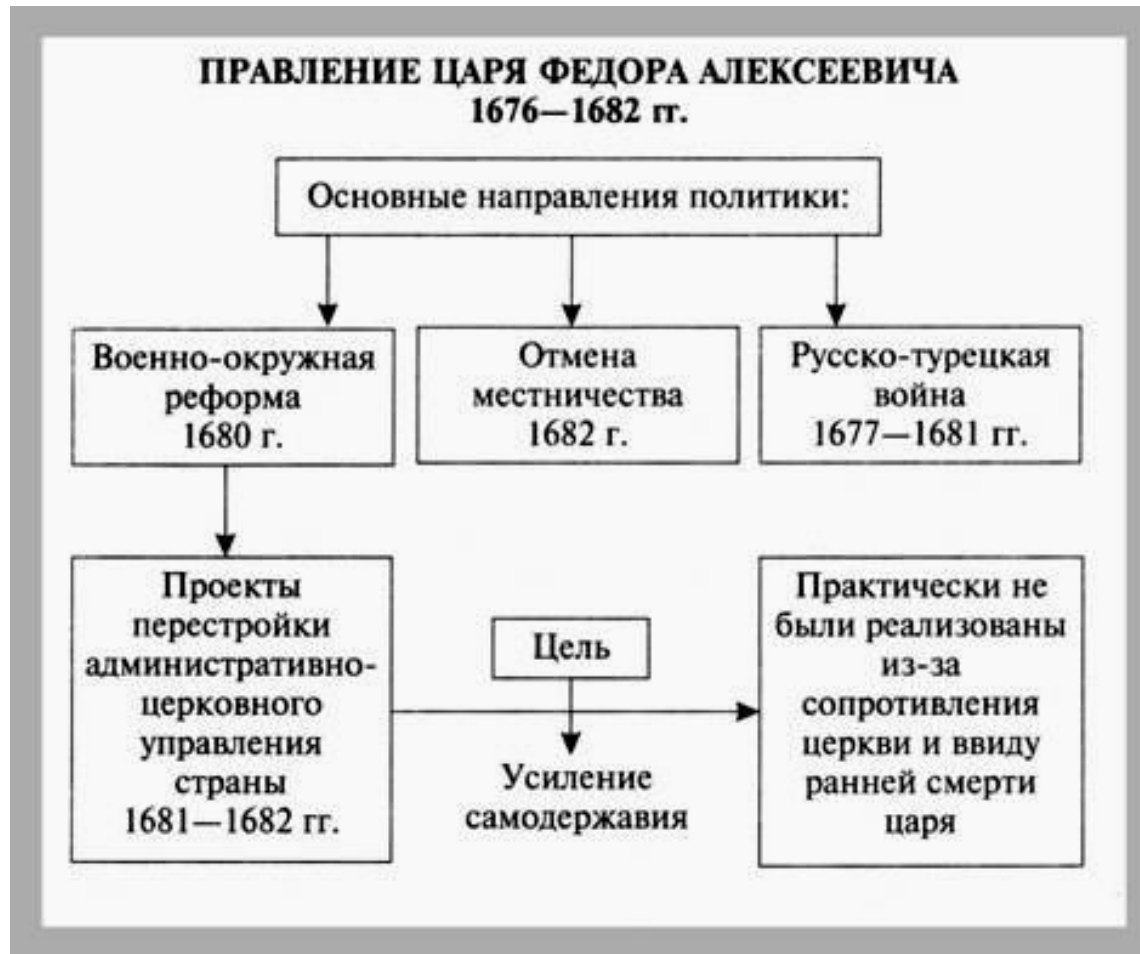 ПРАВЛЕНИЕ ЦАРЯ ФЕДОРА АЛЕКСЕЕВИЧА
1676—1682 гг.
Основные направления политики:
Военно-окружная
реформа
1680 г.
Отмена
местничества
1682 г.
Русско-турецкая
война
1677—1681 гг.
Проекты
перестройки
административно-
церковного
управления
страны
1681—1682 гг.
Цель
Усиление
самодержавия
Практически не
были реализованы
из-за
сопротивления
церкви и ввиду
ранней смерти
царя